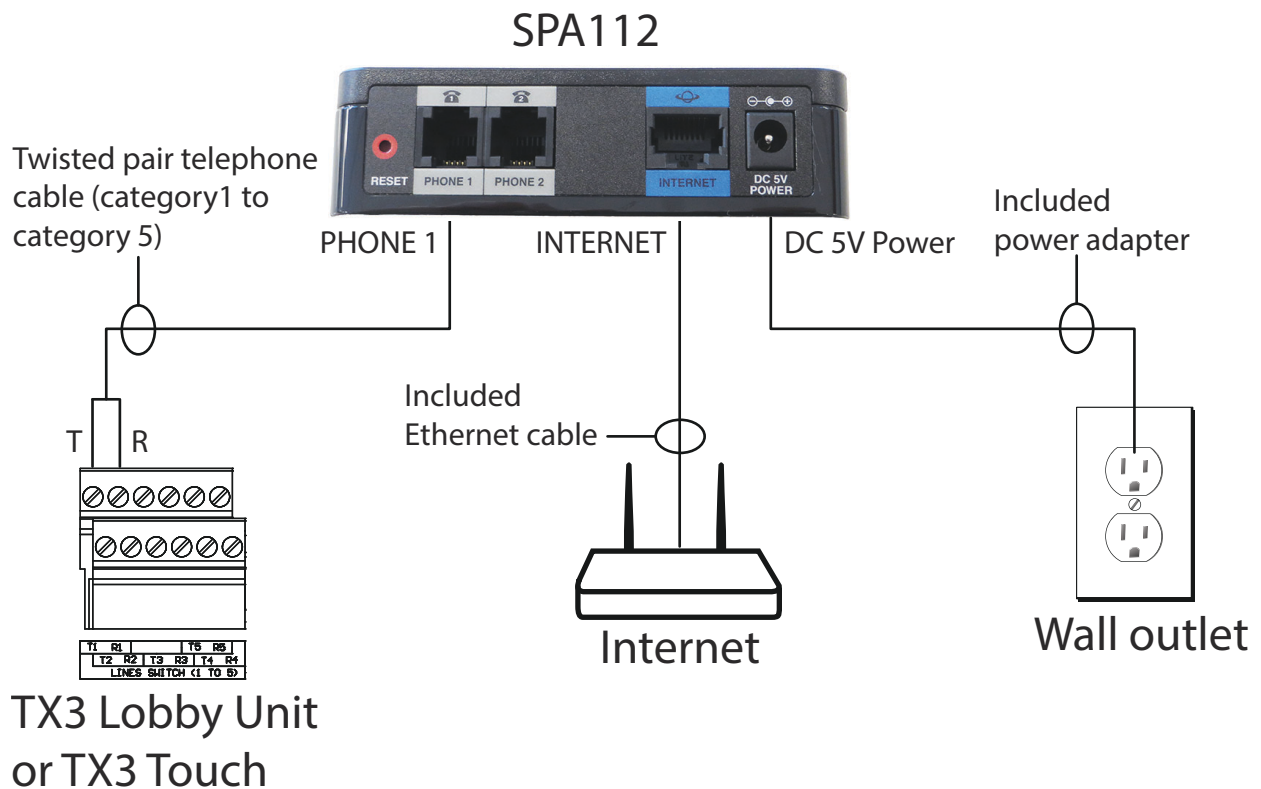 SPA112
1
2
RESET
PHONE 1
PHONE 2
INTERNET
DC 5V
POWER
Twisted pair telephone
cable (category1 to
category 5)
PHONE 1
INTERNET
DC 5V Power
Included
power adapter
Included
Ethernet cable
T
R
T1 R1 T5 R5
T2 R2 T3 R3 T4 R4
LINES SWITCH (1 TO 5)
TX3 Lobby Unit
or TX3 Touch
Internet
Wall outlet